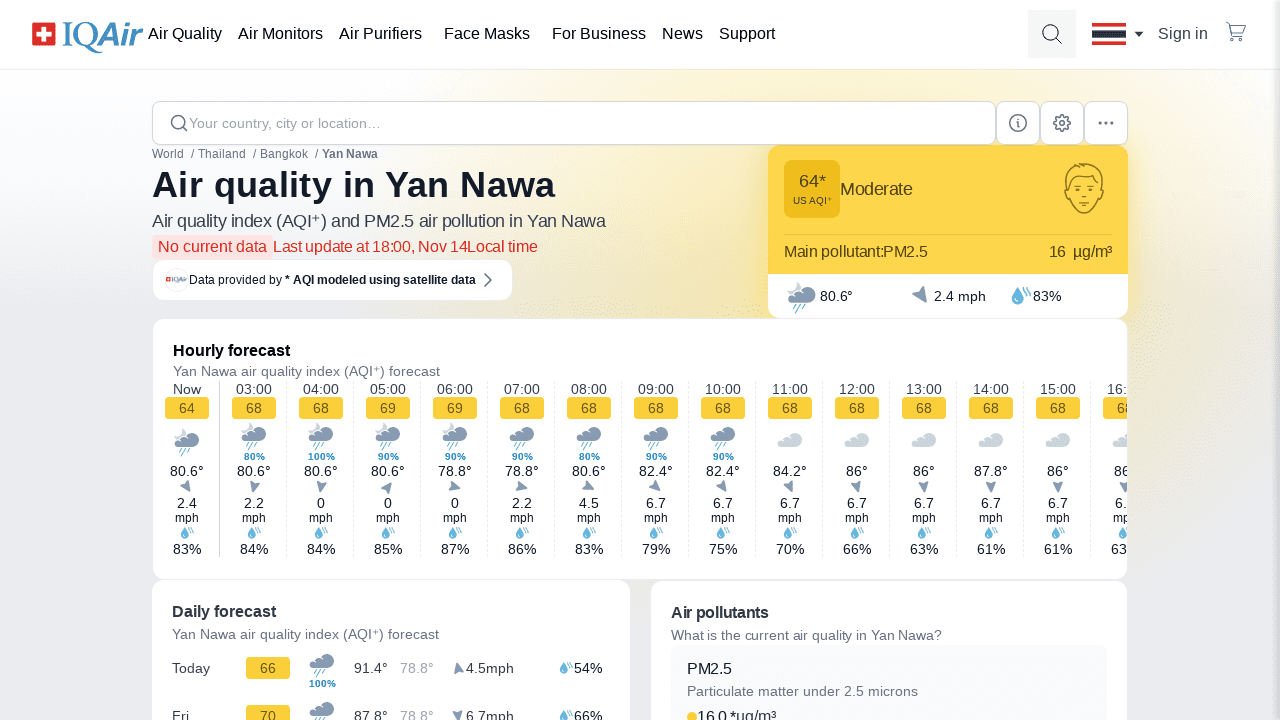 IQAir Air Quality Air Monitors Air Purifiers Face Masks For Business News Support Sign in
Your country, city or location...
World / Thailand / Bangkok / Yan Nawa
Air quality in Yan Nawa
Air quality index (AQI⁺) and PM2.5 air pollution in Yan Nawa
No current data Last update at 18:00, Nov 14Local time
IQAir Data provided by * AQI modeled using satellite data
64*
US AQI⁺
Moderate
Main pollutant:PM2.5 16 µg/m³
80.6° 2.4 mph 83%
Hourly forecast
Yan Nawa air quality index (AQI⁺) forecast
Now 03:00 04:00 05:00 06:00 07:00 08:00 09:00 10:00 11:00 12:00 13:00 14:00 15:00 16:
64 68 68 69 69 68 68 68 68 68 68 68 68 68 68
80% 100% 90% 90% 90% 80% 90% 90%
80.6° 80.6° 80.6° 80.6° 78.8° 78.8° 80.6° 82.4° 82.4° 84.2° 86° 86° 87.8° 86° 86
2.4 2.2 0 0 0 2.2 4.5 6.7 6.7 6.7 6.7 6.7 6.7 6.7 6.
mph mph mph mph mph mph mph mph mph mph mph mph mph mph mph
83% 84% 84% 85% 87% 86% 83% 79% 75% 70% 66% 63% 61% 61% 63
Daily forecast
Yan Nawa air quality index (AQI⁺) forecast
Today 66 100% 91.4° 78.8° 4.5mph 54%
Fri 70 87.8° 78.8° 6.7mph 66%
Air pollutants
What is the current air quality in Yan Nawa?
PM2.5
Particulate matter under 2.5 microns
16.0 *µg/m³